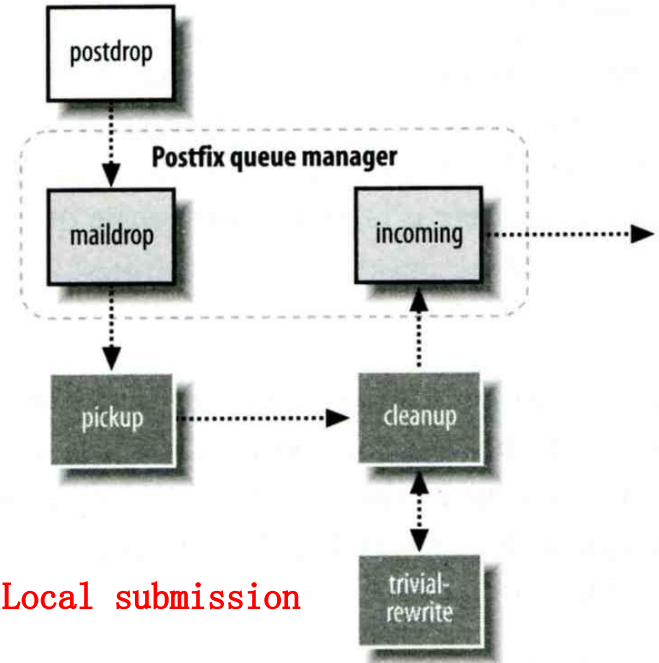 postdrop
Postfix queue manager
maildrop
incoming
pickup
cleanup
Local submission
trivial-
rewrite